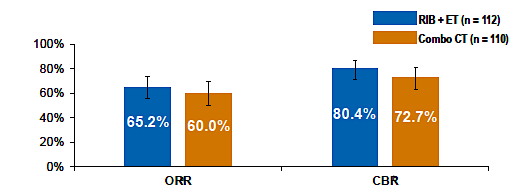 RIB + ET (n = 112)
Combo CT (n = 110)
100%
80%
60%
40%
20%
0%
65.2%
60.0%
80.4%
72.7%
ORR
CBR